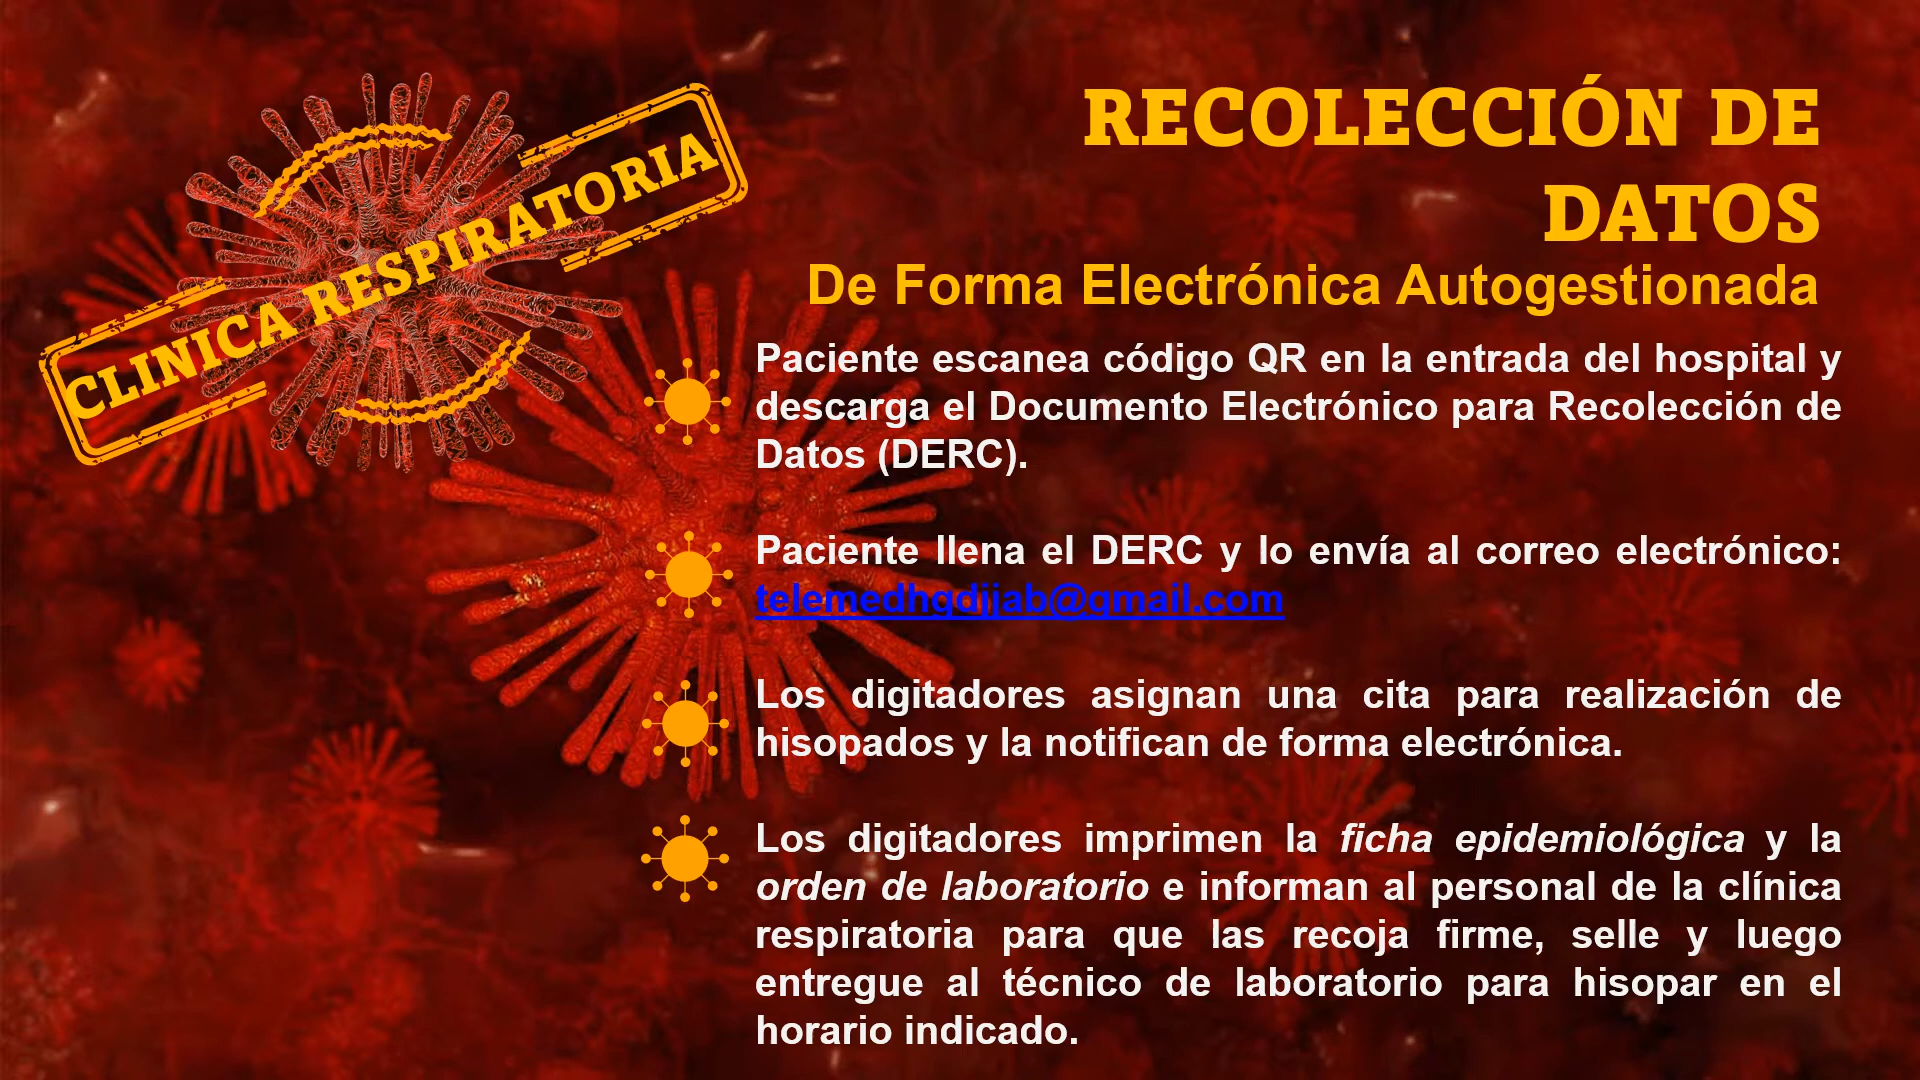 CLINICA RESPIRATORIA
RECOLECCIÓN DE
DATOS
De Forma Electrónica Autogestionada
Paciente escanea código QR en la entrada del hospital y
descarga el Documento Electrónico para Recolección de
Datos (DERC).
Paciente llena el DERC y lo envía al correo electrónico:
telemedhgdjjab@gmail.com
Los digitadores asignan una cita para realización de
hisopados y la notifican de forma electrónica.
Los digitadores imprimen la ficha epidemiológica y la
orden de laboratorio e informan al personal de la clínica
respiratoria para que las recoja firme, selle y luego
entregue al técnico de laboratorio para hisopar en el
horario indicado.